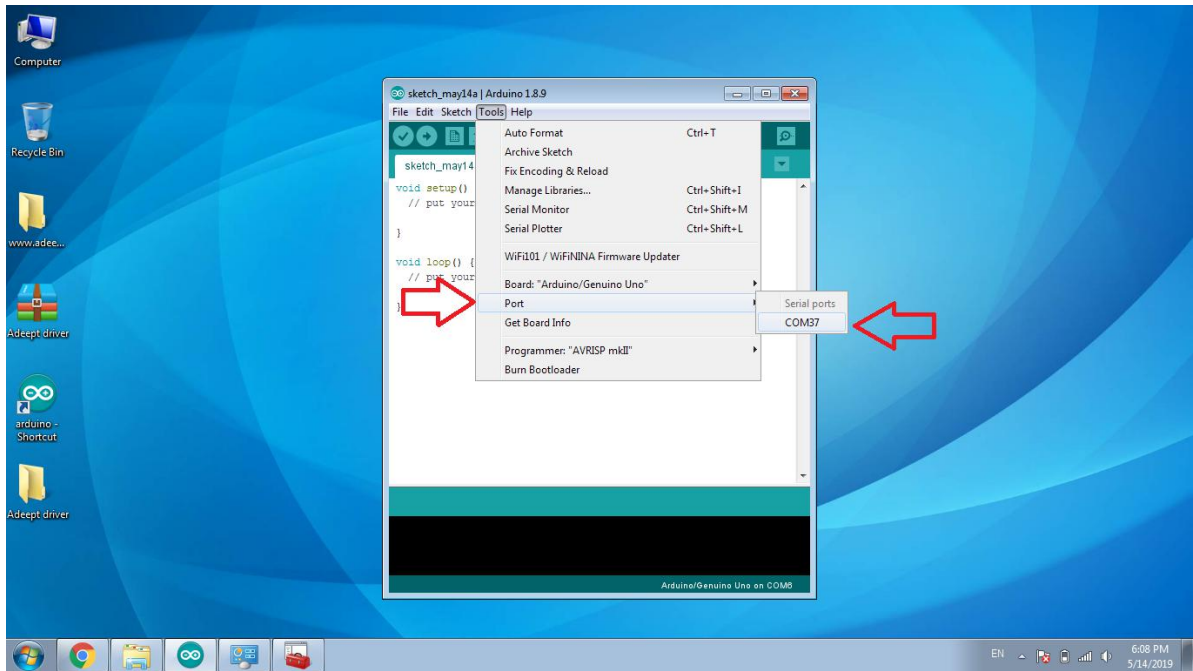 Computer
Recycle Bin
www.adee...
Adeept driver
arduino -
Shortcut
Adeept driver
sketch_may14a | Arduino 1.8.9
File Edit Sketch Tools Help
sketch_may14
void setup()
// put your
}
void loop() {
// put your
}
Auto Format Ctrl+T
Archive Sketch
Fix Encoding & Reload
Manage Libraries... Ctrl+Shift+I
Serial Monitor Ctrl+Shift+M
Serial Plotter Ctrl+Shift+L
WiFi101 / WiFiNINA Firmware Updater
Board: "Arduino/Genuino Uno"
Port
Get Board Info
Programmer: "AVRISP mkII"
Burn Bootloader
Serial ports
COM37
Arduino/Genuino Uno on COM6
EN
6:08 PM
5/14/2019